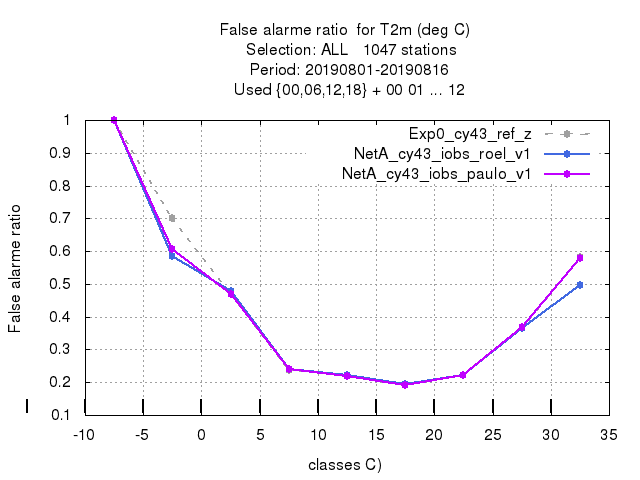 False alarme ratio  for T2m (deg C)
Selection: ALL   1047 stations
Period: 20190801-20190816
Used {00,06,12,18} + 00 01 ... 12
Exp0_cy43_ref_z
NetA_cy43_iobs_roel_v1
NetA_cy43_iobs_paulo_v1
False alarme ratio
1
0.9
0.8
0.7
0.6
0.5
0.4
0.3
0.2
0.1
-10 -5 0 5 10 15 20 25 30 35
classes C)